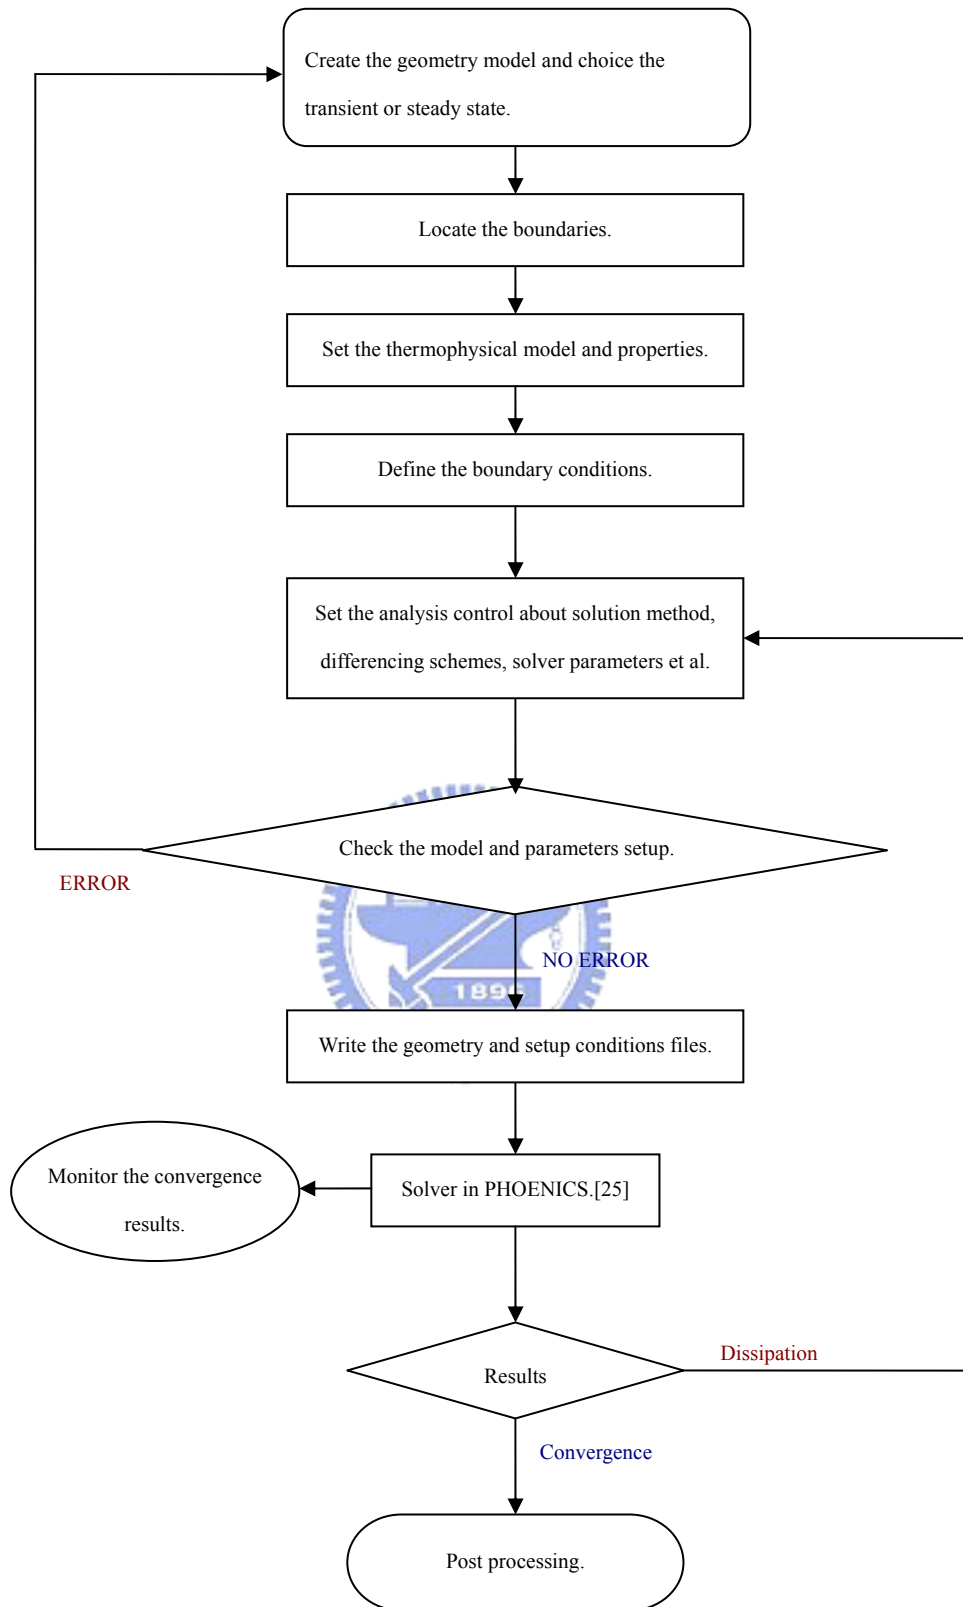 Create the geometry model and choice the
transient or steady state.
Locate the boundaries.
Set the thermophysical model and properties.
Define the boundary conditions.
Set the analysis control about solution method,
differencing schemes, solver parameters et al.
Check the model and parameters setup.
ERROR
NO ERROR
1896
Write the geometry and setup conditions files.
Monitor the convergence
results.
Solver in PHOENICS.[25]
Results
Dissipation
Convergence
Post processing.